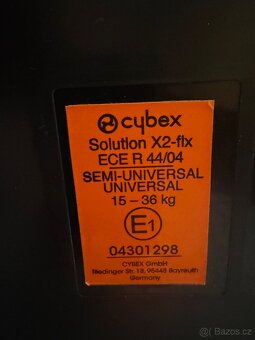 cybex
Solution X2-fix
ECE R 44/04
SEMI-UNIVERSAL
UNIVERSAL
15 – 36 kg
E1
04301298
CYBEX GmbH
Riedinger Str. 18, 95448 Bayreuth
Germany
© Bazoš.cz